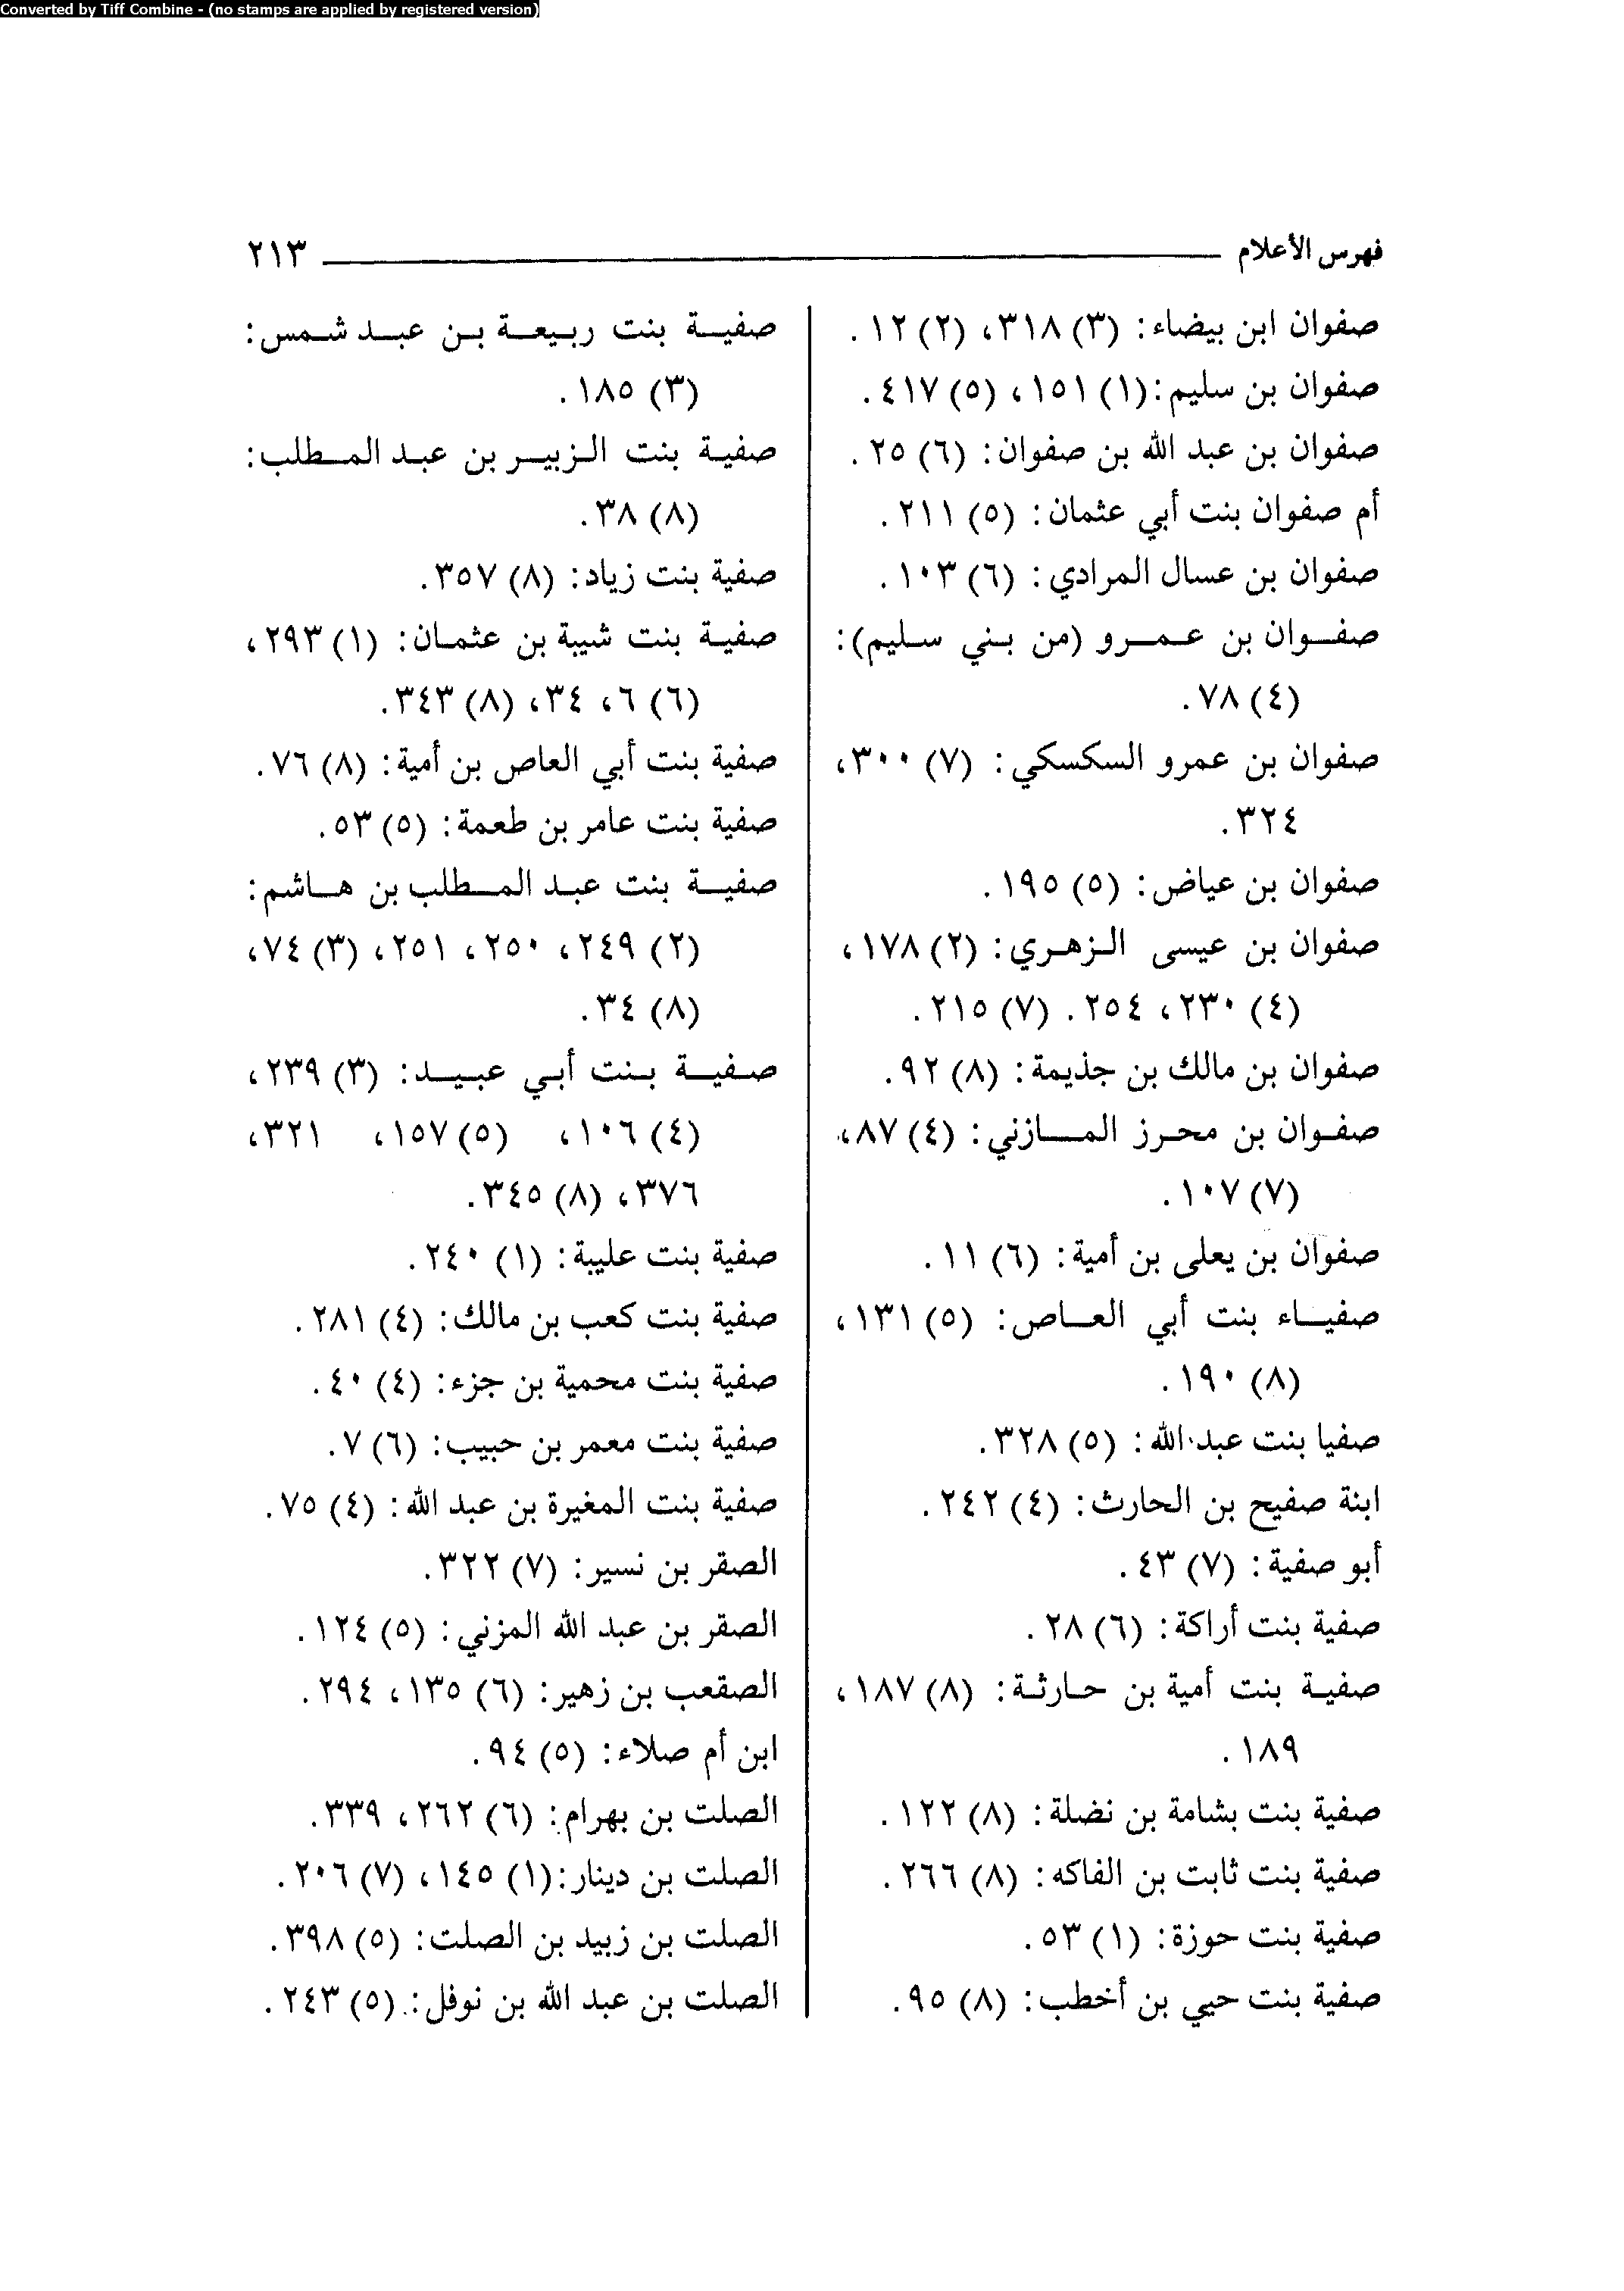 Converted by Tiff Combine - (no stamps are applied by registered version)
فهرس الأعلام ٢١٣
صفوان ابن بيضاء: (٣) ٣١٨، (٢) ١٢.
صفوان بن سليم: (١) ١٥١، (٥) ٤١٧.
صفوان بن عبد الله بن صفوان: (٦) ٢٥.
أم صفوان بنت أبي عثمان: (٥) ٢١١.
صفوان بن عسال المرادي: (٦) ١٠٣.
صفوان بن عمرو (من بني سليم):
(٤) ٧٨.
صفوان بن عمرو السكسكي: (٧) ٣٠٠،
٣٢٤.
صفوان بن عياض: (٥) ١٩٥.
صفوان بن عيسى الزهري: (٢) ١٧٨،
(٤) ٢٣٠، ٢٥٤. (٧) ٢١٥.
صفوان بن مالك بن جذيمة: (٨) ٩٢.
صفوان بن محرز المازني: (٤) ٨٧،
(٧) ١٠٧.
صفوان بن يعلى بن أمية: (٦) ١١.
صفياء بنت أبي العاص: (٥) ١٣١،
(٨) ١٩٠.
صفيا بنت عبد الله: (٥) ٣٢٨.
ابنة صفيح بن الحارث: (٤) ٢٤٢.
أبو صفية: (٧) ٤٣.
صفية بنت أراكة: (٦) ٢٨.
صفية بنت أمية بن حارثة: (٨) ١٨٧،
١٨٩.
صفية بنت بشامة بن نضلة: (٨) ١٢٢.
صفية بنت ثابت بن الفاكه: (٨) ٢٦٦.
صفية بنت حوزة: (١) ٥٣.
صفية بنت حيي بن أخطب: (٨) ٩٥.
صفية بنت ربيعة بن عبد شمس:
(٣) ١٨٥.
صفية بنت الزبير بن عبد المطلب:
(٨) ٣٨.
صفية بنت زياد: (٨) ٣٥٧.
صفية بنت شيبة بن عثمان: (١) ٢٩٣،
(٦) ٦، ٣٤، (٨) ٣٤٣.
صفية بنت أبي العاص بن أمية: (٨) ٧٦.
صفية بنت عامر بن طعمة: (٥) ٥٣.
صفية بنت عبد المطلب بن هاشم:
(٢) ٢٤٩، ٢٥٠، ٢٥١، (٣) ٧٤،
(٨) ٣٤.
صفية بنت أبي عبيد: (٣) ٢٣٩،
(٤) ١٠٦، (٥) ١٥٧، ٣٢١،
٣٧٦، (٨) ٣٤٥.
صفية بنت عليبة: (١) ٢٤٠.
صفية بنت كعب بن مالك: (٤) ٢٨١.
صفية بنت محمية بن جزء: (٤) ٤٠.
صفية بنت معمر بن حبيب: (٦) ٧.
صفية بنت المغيرة بن عبد الله: (٤) ٧٥.
الصقر بن نسير: (٧) ٣٢٢.
الصقر بن عبد الله المزني: (٥) ١٢٤.
الصقعب بن زهير: (٦) ١٣٥، ٢٩٤.
ابن أم صلاء: (٥) ٩٤.
الصلت بن بهرام: (٦) ٢٦٢، ٣٣٩.
الصلت بن دينار: (١) ١٤٥، (٧) ٢٠٦.
الصلت بن زبيد بن الصلت: (٥) ٣٩٨.
الصلت بن عبد الله بن نوفل: (٥) ٢٤٣.